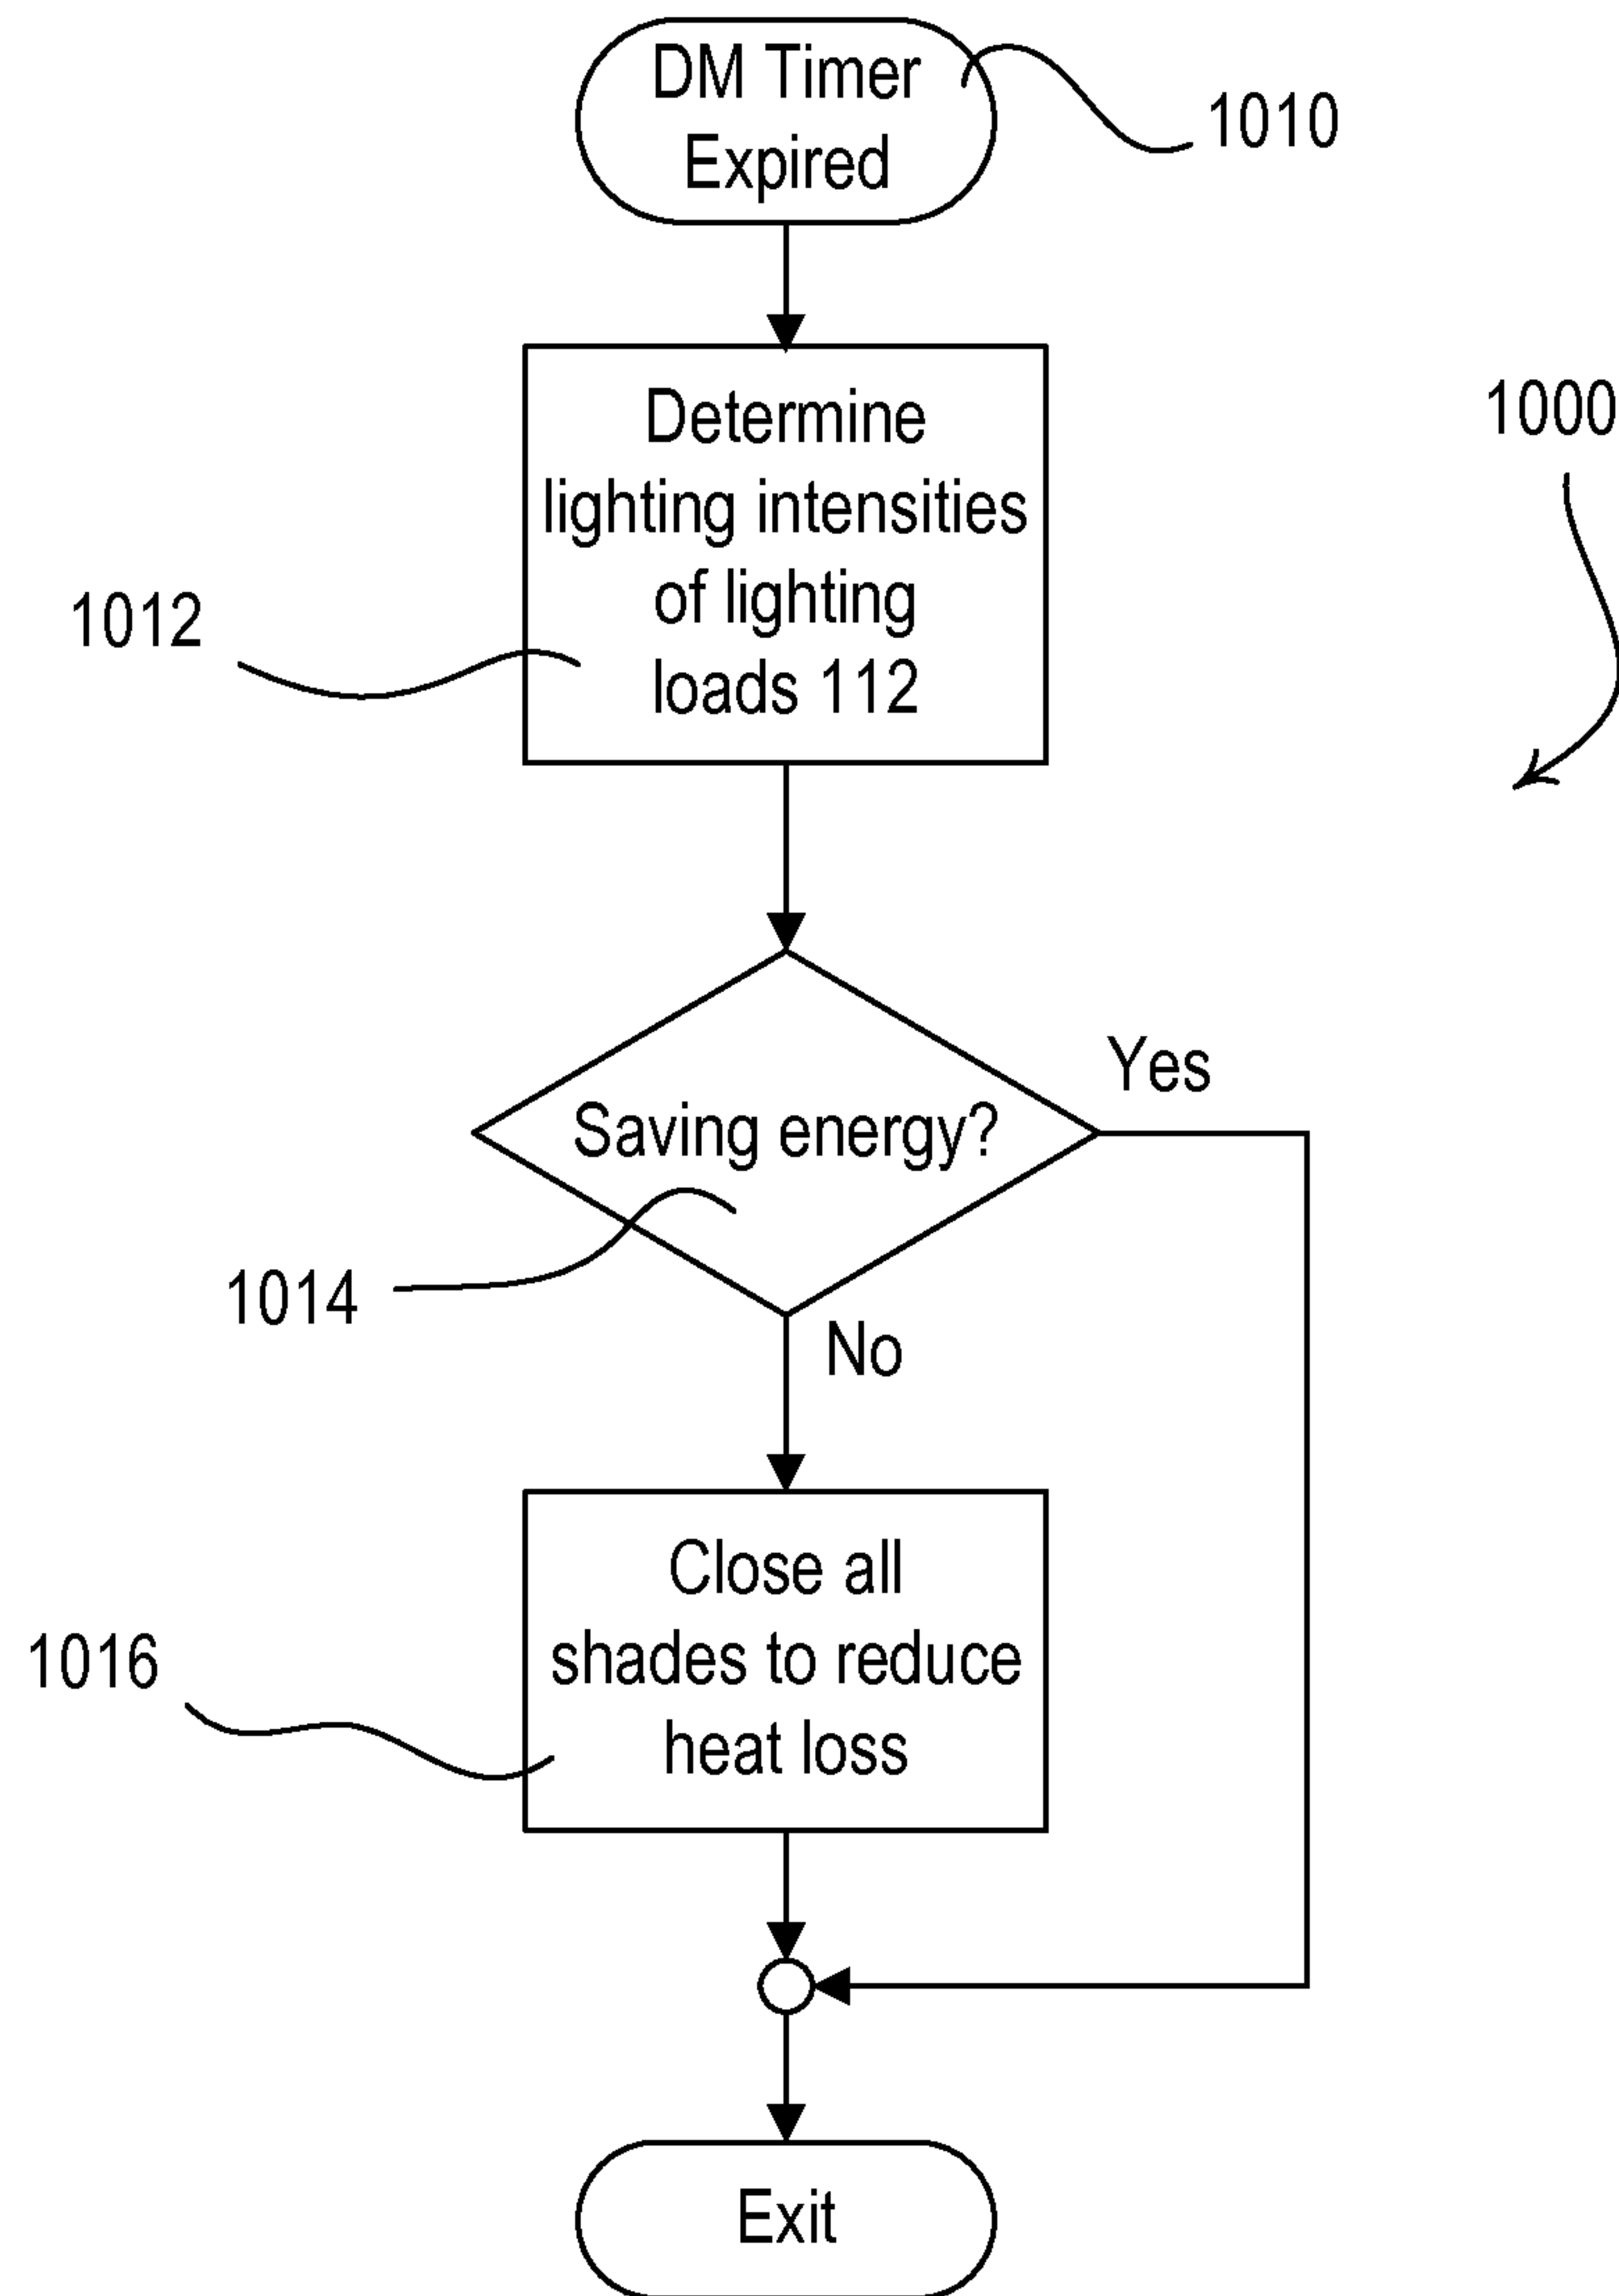 DM Timer
Expired
1010
Determine
lighting intensities
of lighting
loads 112
1000
1012
Yes
Saving energy?
1014
No
Close all
shades to reduce
heat loss
1016
Exit